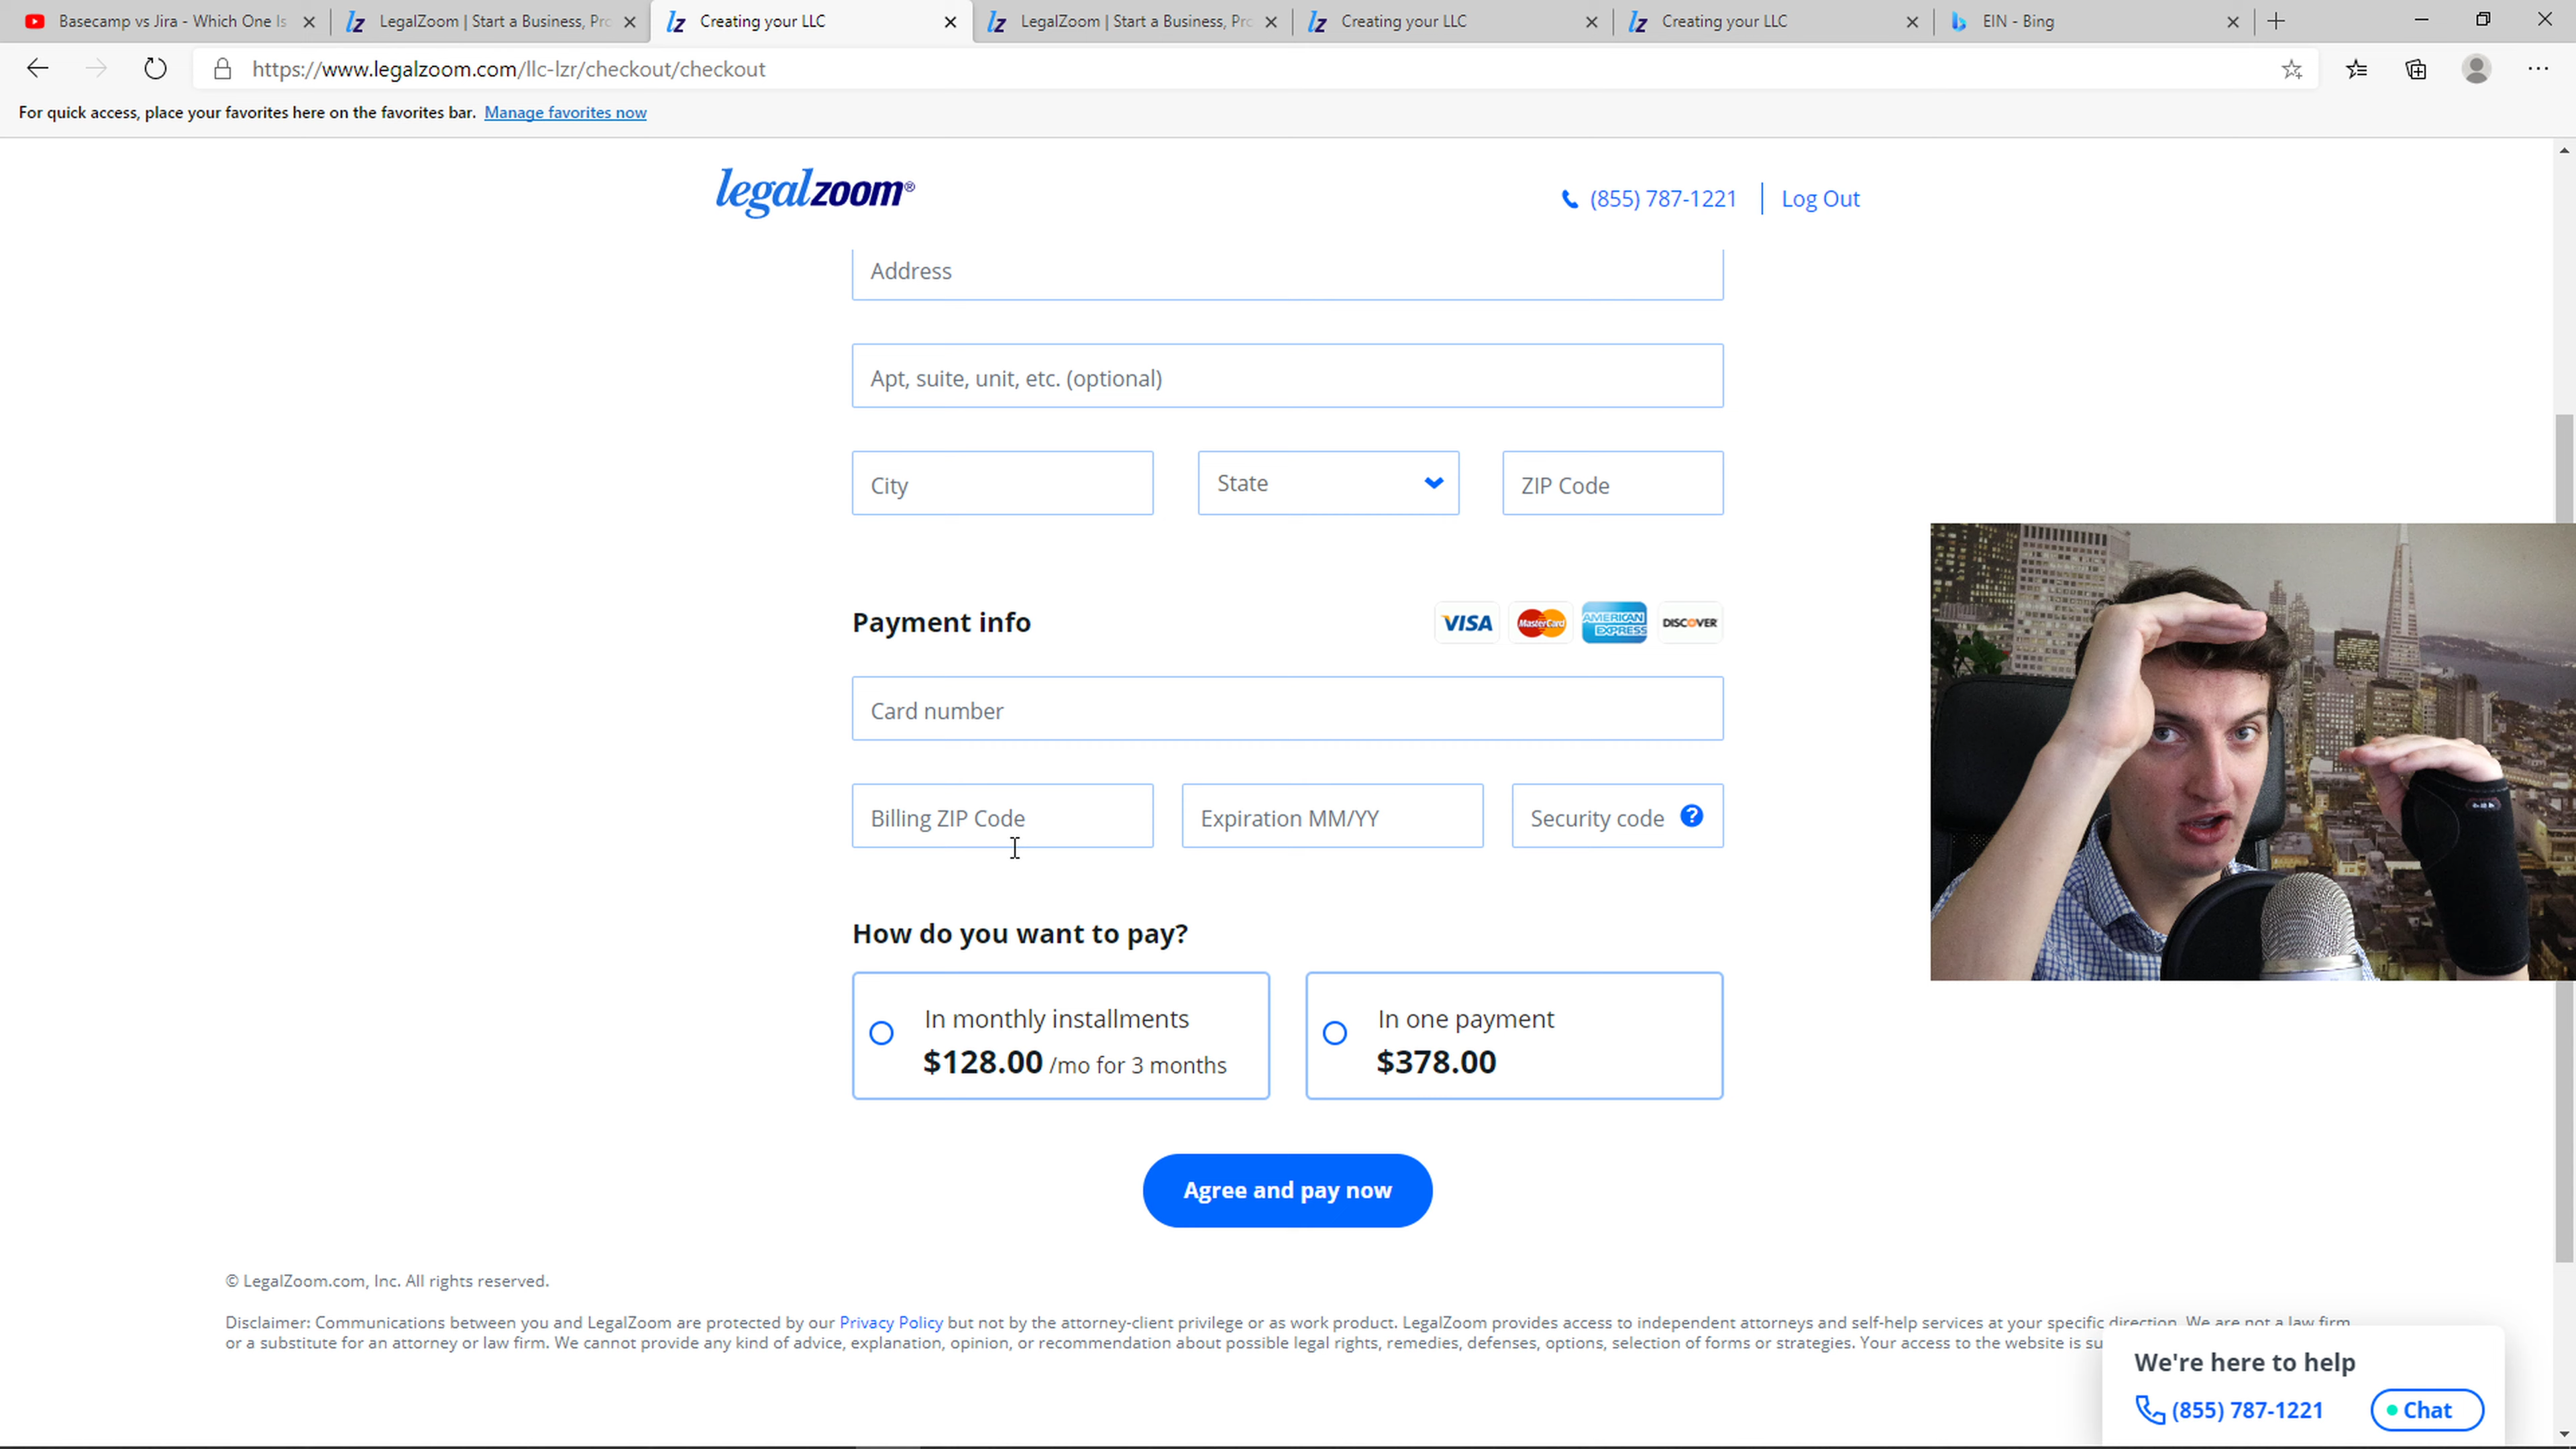 Basecamp vs Jira - Which One Is
LegalZoom | Start a Business, Pro
Creating your LLC
LegalZoom | Start a Business, Pro
Creating your LLC
Creating your LLC
EIN - Bing
https://www.legalzoom.com/llc-lzr/checkout/checkout
For quick access, place your favorites here on the favorites bar. Manage favorites now
legalzoom®
(855) 787-1221
Log Out
Address
Apt, suite, unit, etc. (optional)
City
State
ZIP Code
Payment info
VISA
MasterCard
AMERICAN EXPRESS
DISCOVER
Card number
Billing ZIP Code
Expiration MM/YY
Security code ?
How do you want to pay?
In monthly installments
$128.00 /mo for 3 months
In one payment
$378.00
Agree and pay now
© LegalZoom.com, Inc. All rights reserved.
Disclaimer: Communications between you and LegalZoom are protected by our Privacy Policy but not by the attorney-client privilege or as work product. LegalZoom provides access to independent attorneys and self-help services at your specific direction. We are not a law firm
or a substitute for an attorney or law firm. We cannot provide any kind of advice, explanation, opinion, or recommendation about possible legal rights, remedies, defenses, options, selection of forms or strategies. Your access to the website is su
We're here to help
(855) 787-1221
Chat